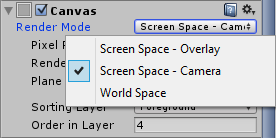 Canvas
Render Mode Screen Space - Cam
Screen Space - Overlay
Pixel P
Screen Space - Camera
Rende
Plane
World Space
Sorting Layer Foreground
Order in Layer 4